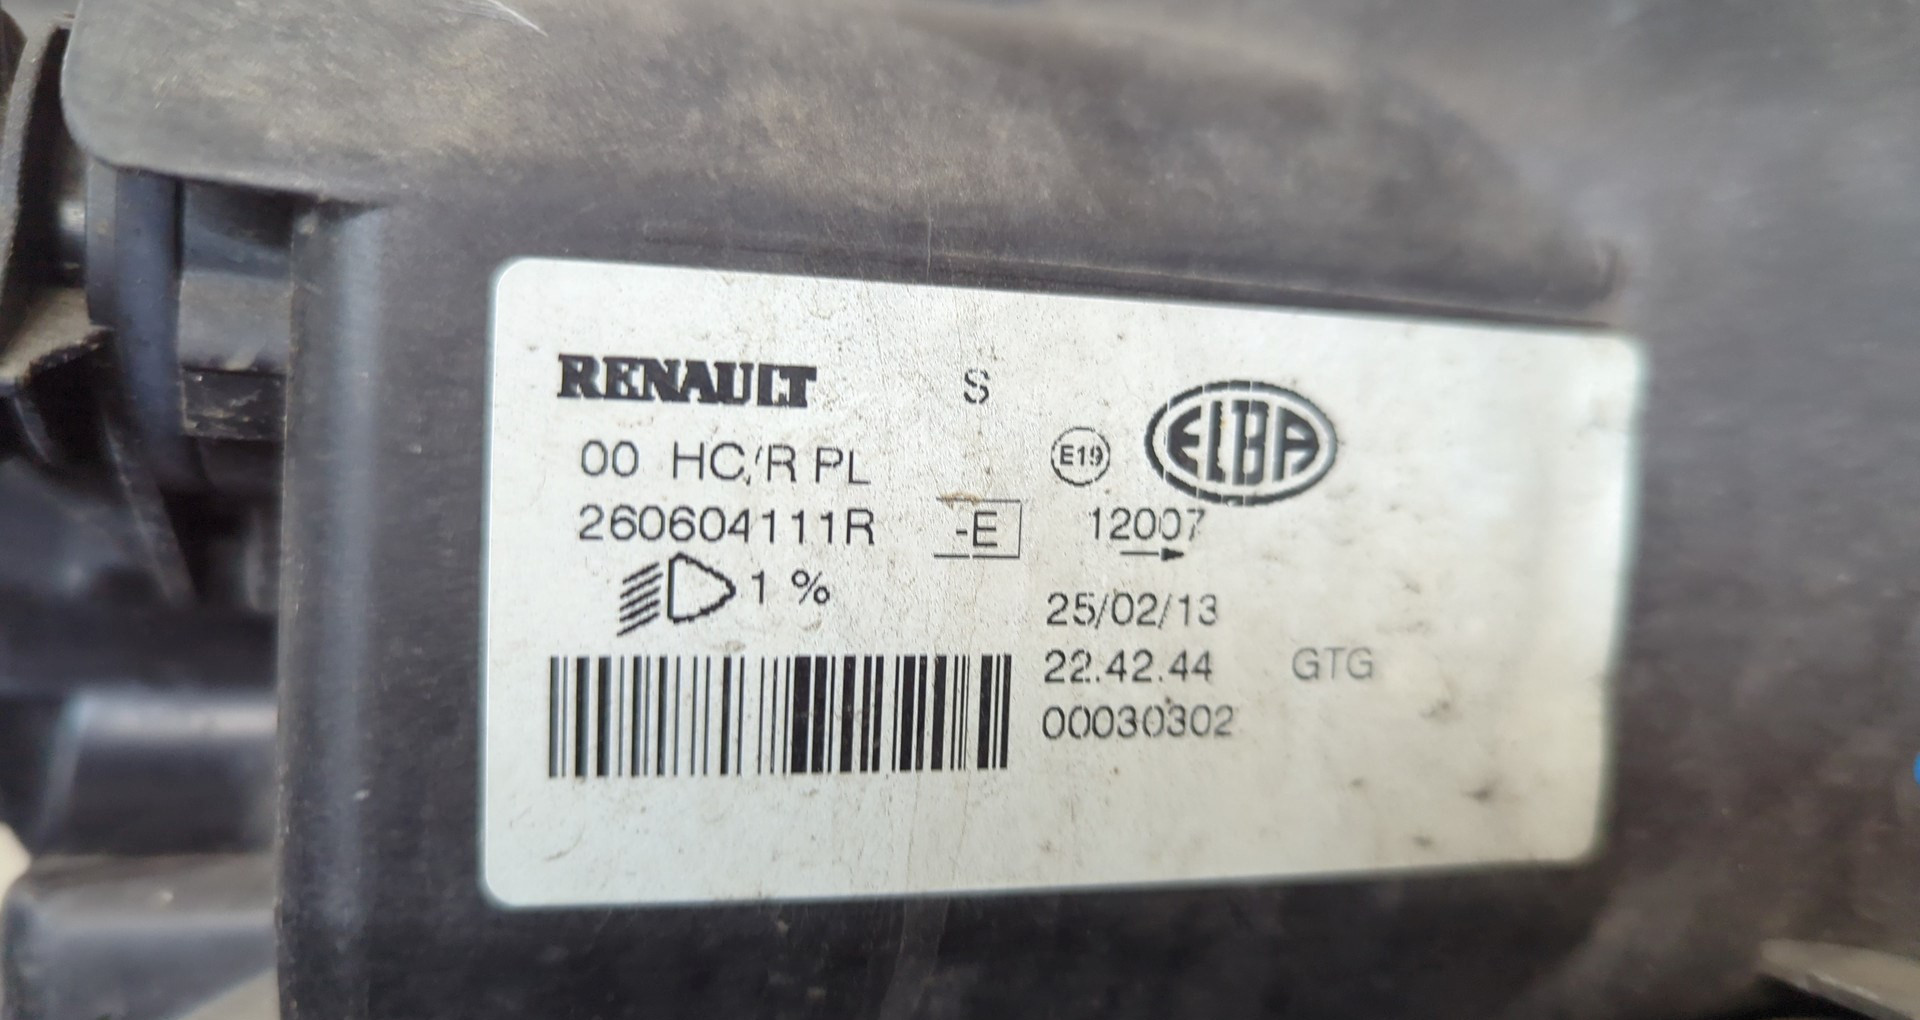 RENAULT S
00 HC/R PL E19 ELBA
260604111R -E 12007
1 %
25/02/13
22.42.44 GTG
00030302